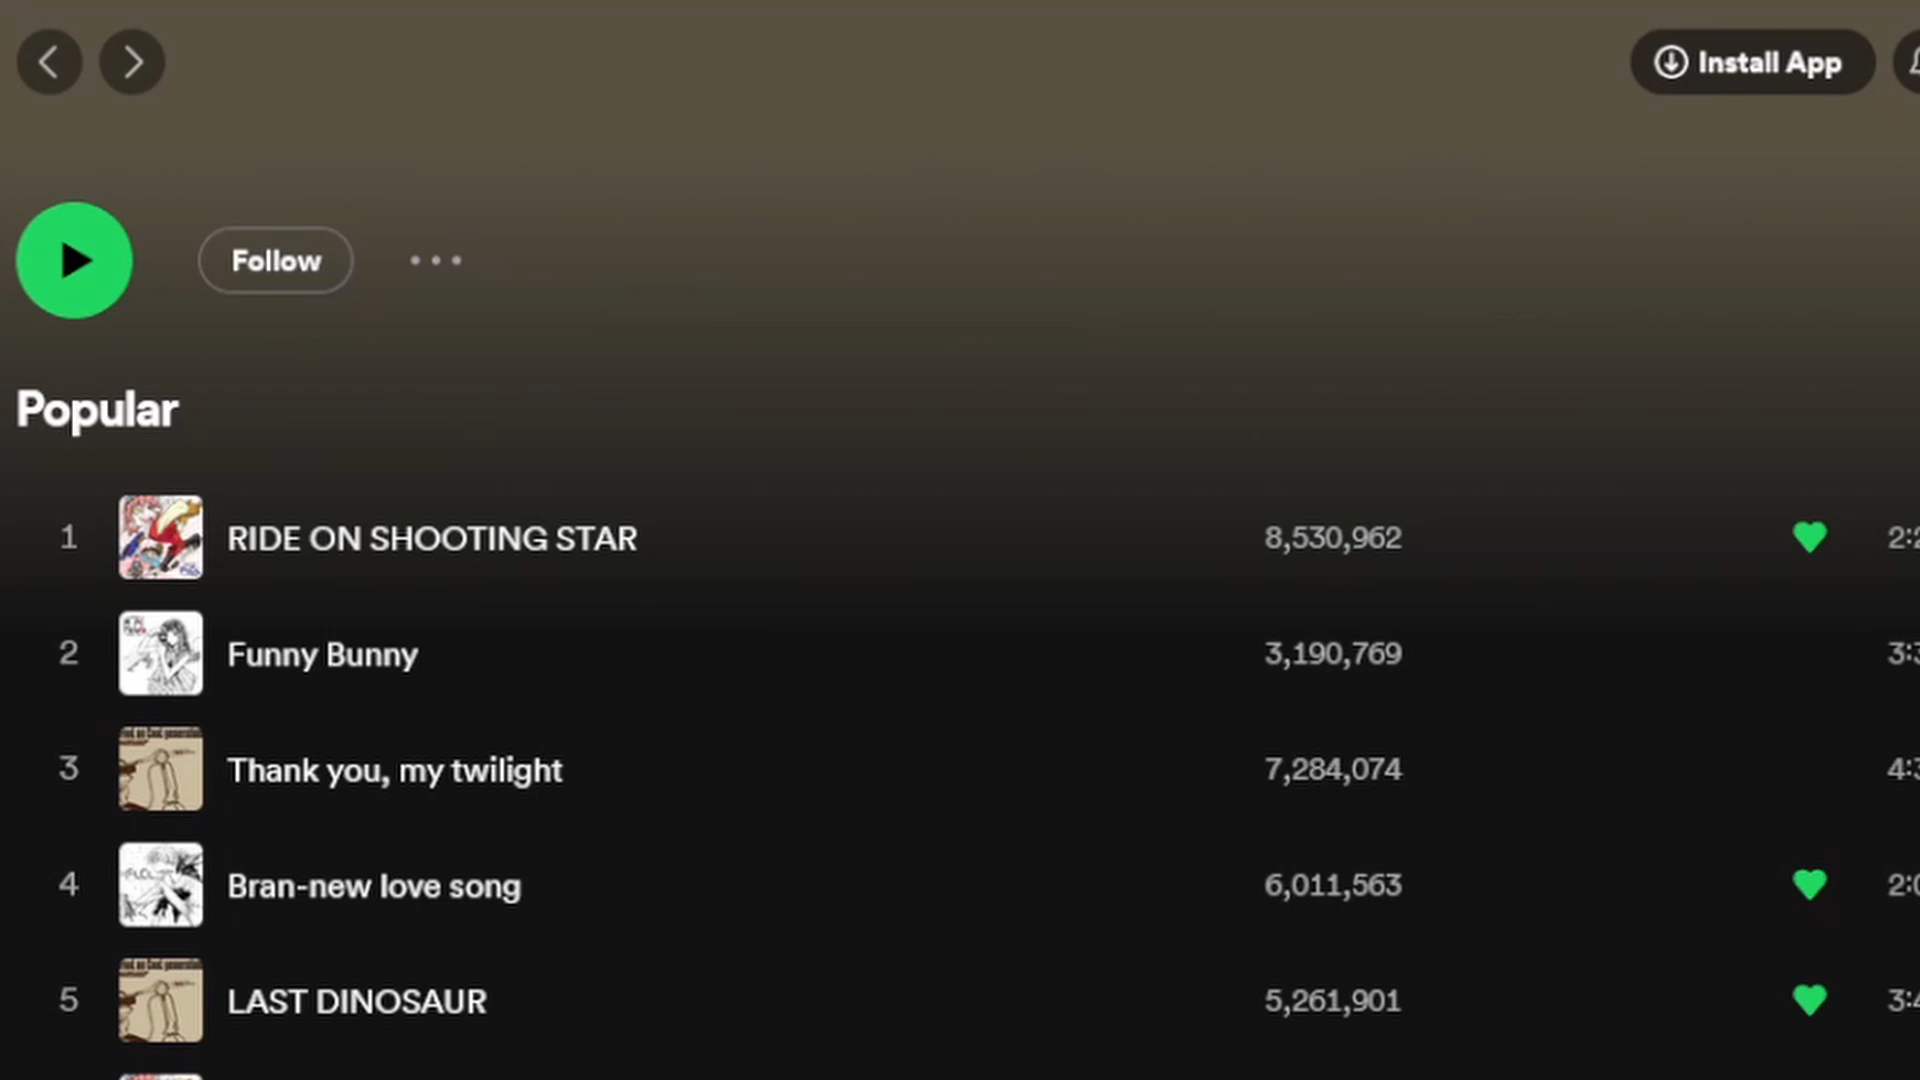 Install App
Follow
Popular
1 RIDE ON SHOOTING STAR 8,530,962
2 Funny Bunny 3,190,769
3 Thank you, my twilight 7,284,074
4 Bran-new love song 6,011,563
5 LAST DINOSAUR 5,261,901